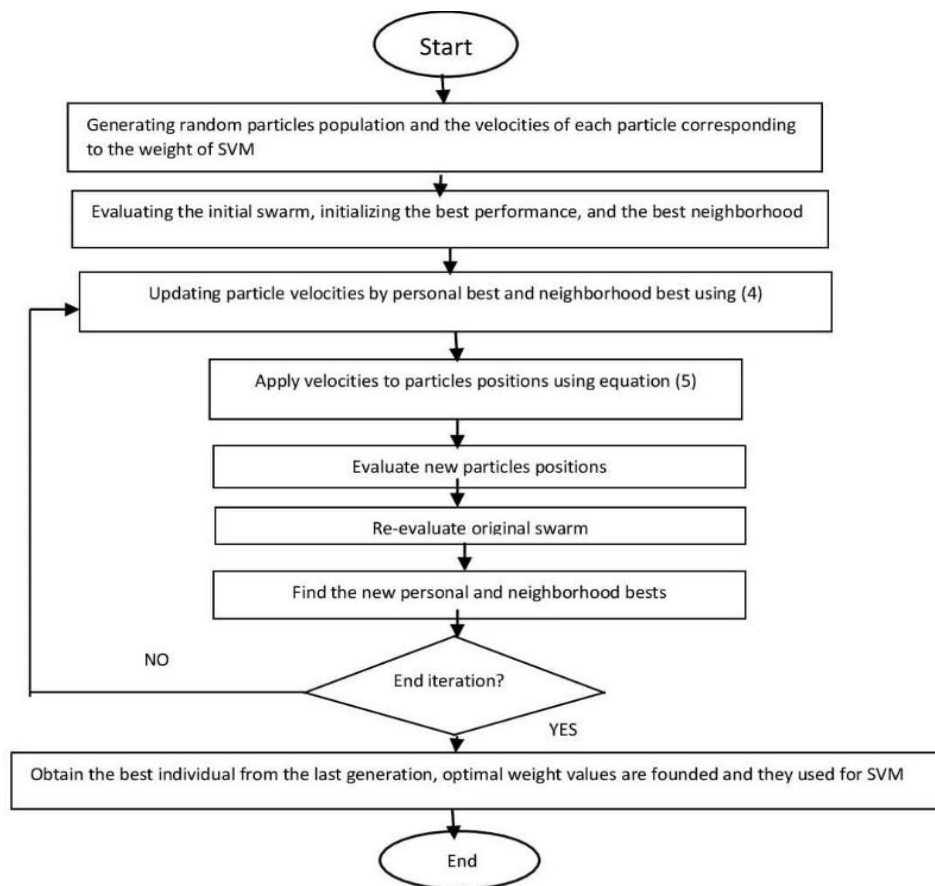 Start
Generating random particles population and the velocities of each particle corresponding
to the weight of SVM
Evaluating the initial swarm, initializing the best performance, and the best neighborhood
Updating particle velocities by personal best and neighborhood best using (4)
Apply velocities to particles positions using equation (5)
Evaluate new particles positions
Re-evaluate original swarm
Find the new personal and neighborhood bests
NO
End iteration?
YES
Obtain the best individual from the last generation, optimal weight values are founded and they used for SVM
End